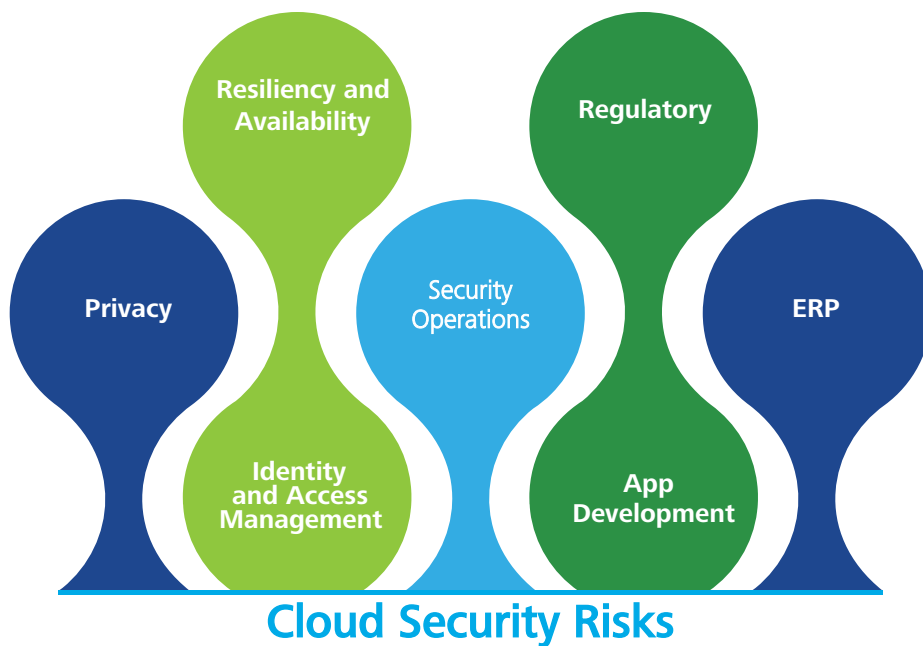 Resiliency and
Availability
Regulatory
Privacy
Security
Operations
ERP
Identity
and Access
Management
App
Development
Cloud Security Risks